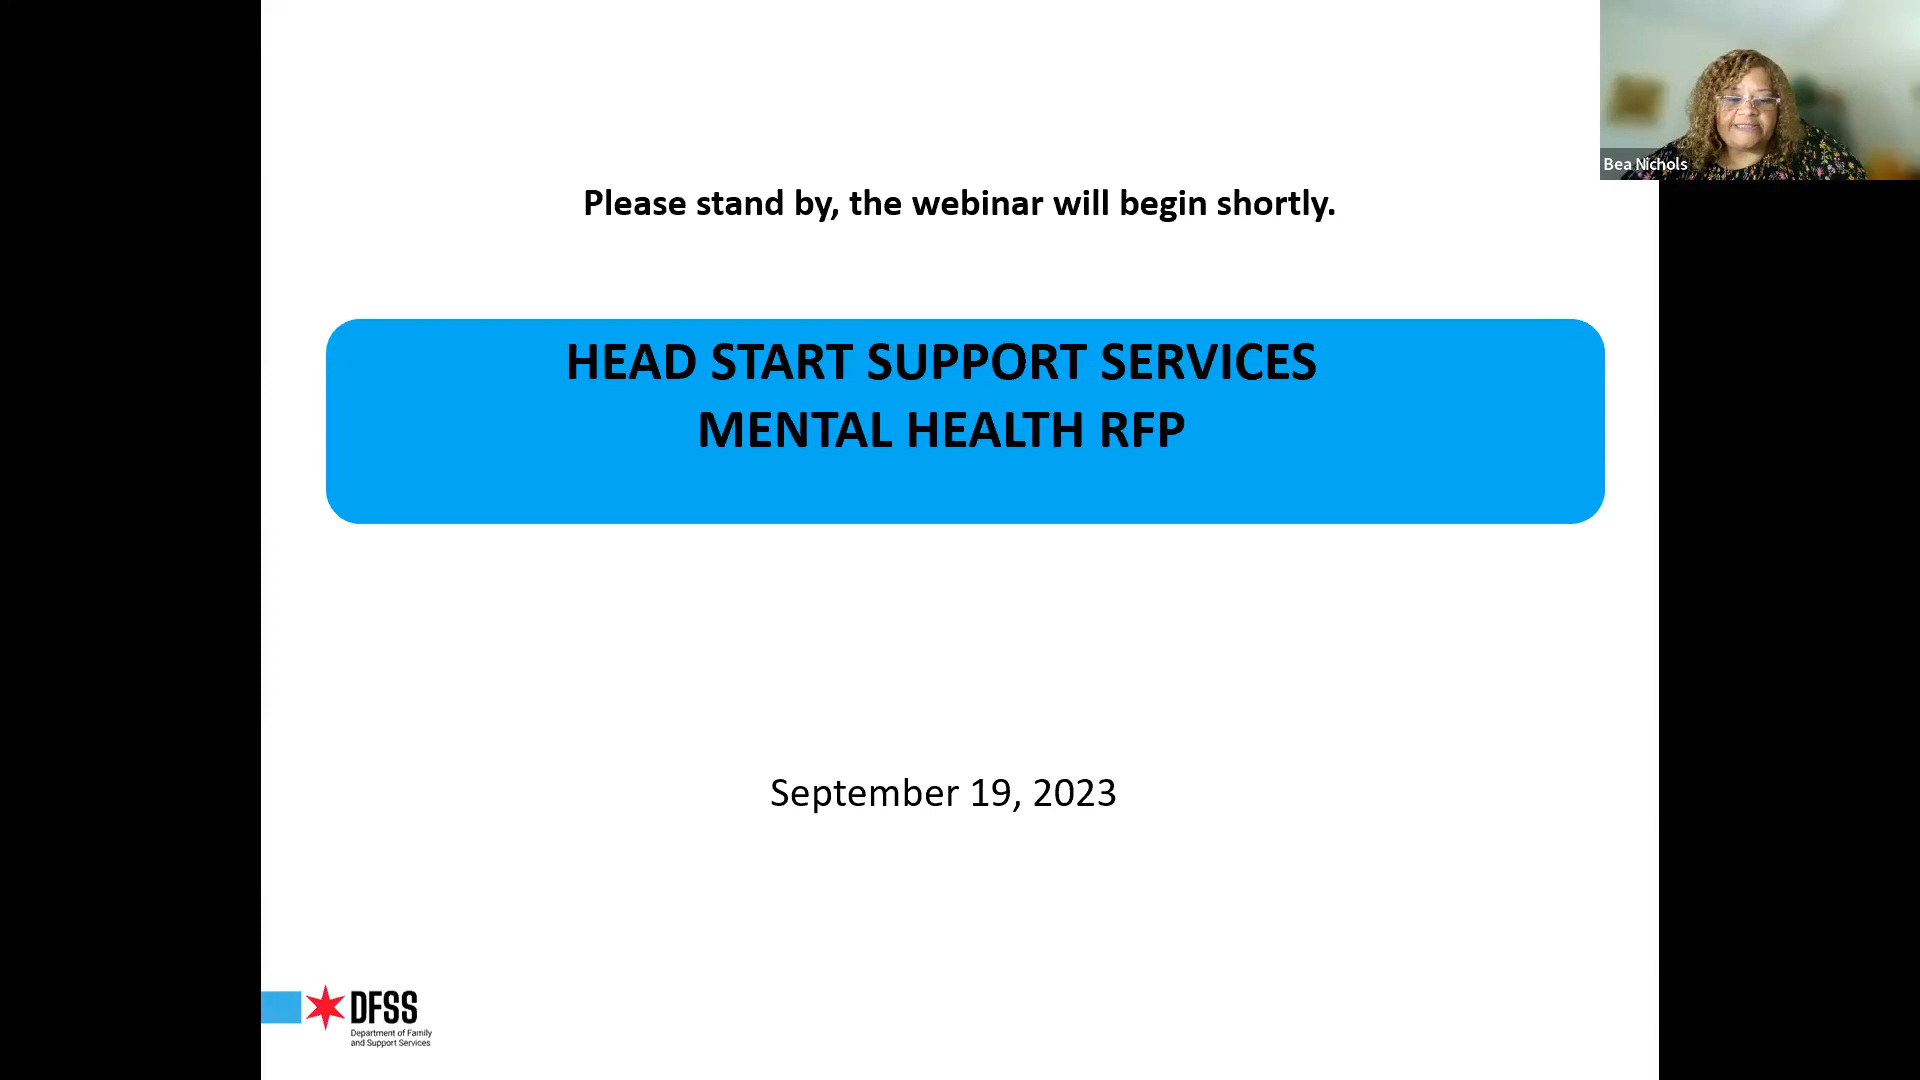 Bea Nichols
Please stand by, the webinar will begin shortly.
HEAD START SUPPORT SERVICES
MENTAL HEALTH RFP
September 19, 2023
DFSS
Department of Family
and Support Services